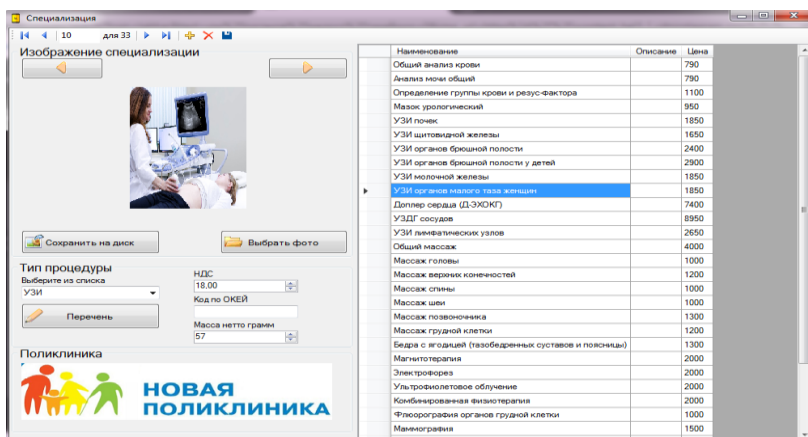 Специализация
10 для 33
Изображение специализации
Сохранить на диск
Выбрать фото
Тип процедуры
Выберите из списка
УЗИ
Перечень
НДС
18,00
Код по ОКЕЙ
Масса нетто грамм
57
Поликлиника
НОВАЯ
ПОЛИКЛИНИКА
Наименование Описание Цена
Общий анализ крови 790
Анализ мочи общий 790
Определение группы крови и резус-фактора 1100
Мазок урологический 950
УЗИ почек 1850
УЗИ щитовидной железы 1650
УЗИ органов брюшной полости 2400
УЗИ органов брюшной полости у детей 2900
УЗИ молочной железы 1850
УЗИ органов малого таза женщин 1850
Доплер сердца (Д-ЭХОКГ) 7400
УЗДГ сосудов 8950
УЗИ лимфатических узлов 2650
Общий массаж 4000
Массаж головы 1000
Массаж верхних конечностей 1200
Массаж спины 1000
Массаж шеи 1000
Массаж позвоночника 1300
Массаж грудной клетки 1200
Бедра с ягодицей (тазобедренных суставов и поясницы) 1300
Магнитотерапия 2000
Электрофорез 2000
Ультрофиолетовое облучение 2000
Комбинированная физиотерапия 2000
Флюорография органов грудной клетки 1000
Маммография 1500